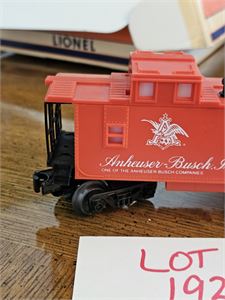 LIONEL
Anheuser-Busch, I
ONE OF THE ANHEUSER BUSCH COMPANIES
LOT
192